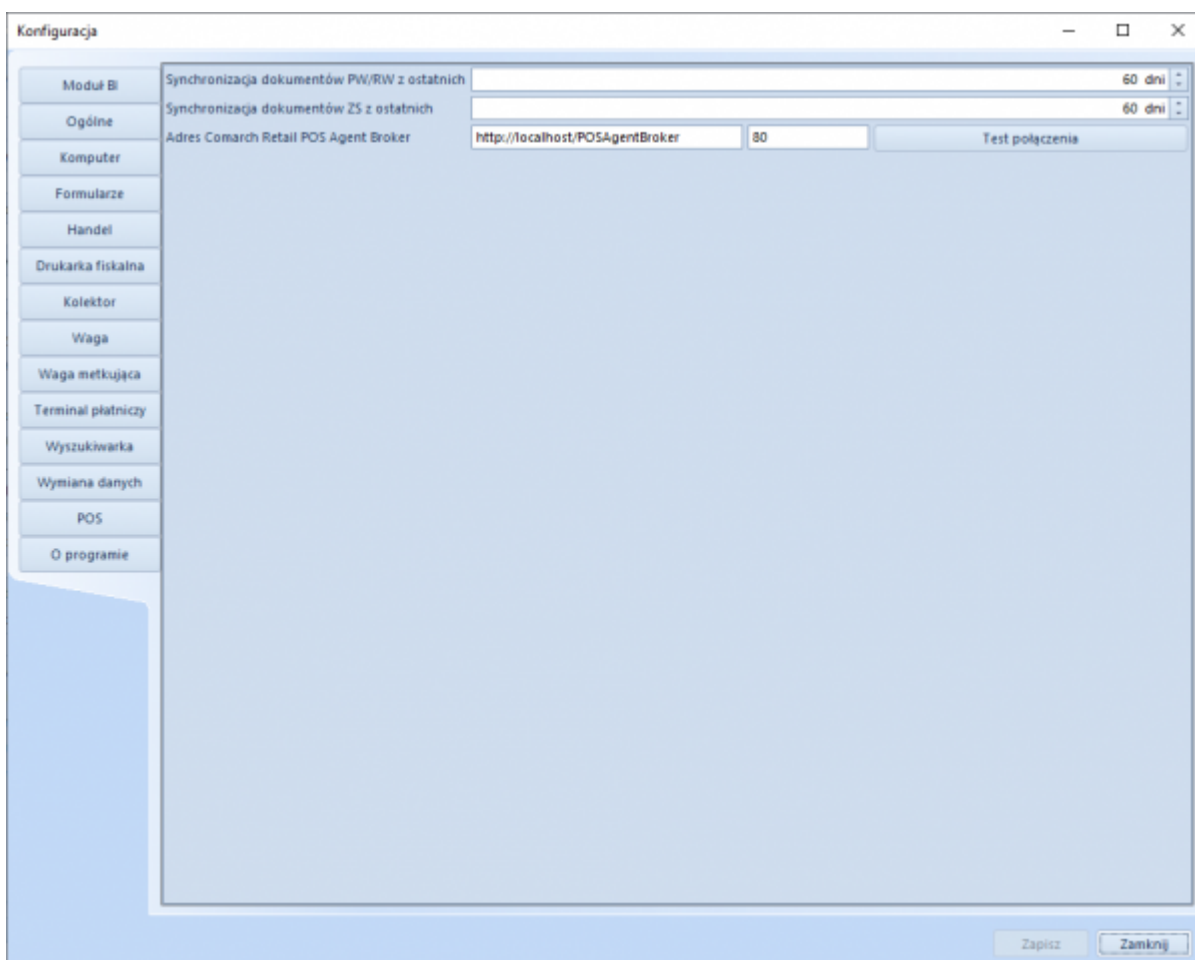 Konfiguracja
Moduł BI
Ogólne
Komputer
Formularze
Handel
Drukarka fiskalna
Kolektor
Waga
Waga metkująca
Terminal płatniczy
Wyszukiwarka
Wymiana danych
POS
O programie
Synchronizacja dokumentów PW/RW z ostatnich 60 dni
Synchronizacja dokumentów ZS z ostatnich 60 dni
Adres Comarch Retail POS Agent Broker http://localhost/POSAgentBroker 80 Test połączenia
Zapisz Zamknij